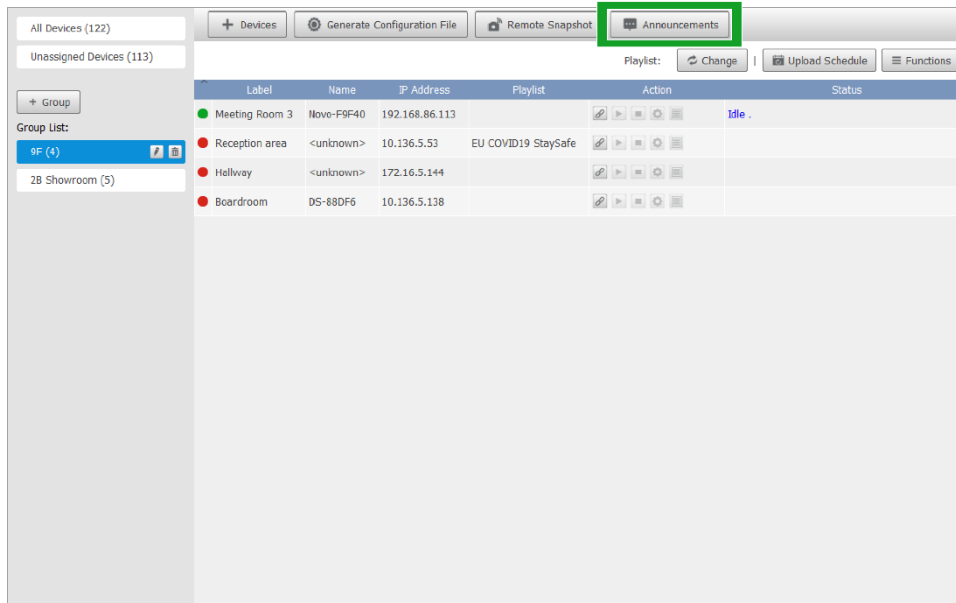 All Devices (122)
Unassigned Devices (113)
+ Group
Group List:
9F (4)
2B Showroom (5)
+ Devices
Generate Configuration File
Remote Snapshot
Announcements
Playlist: Change | Upload Schedule Functions
Label Name IP Address Playlist Action Status
Meeting Room 3 Novo-F9F40 192.168.86.113 Idle .
Reception area <unknown> 10.136.5.53 EU COVID19 StaySafe
Hallway <unknown> 172.16.5.144
Boardroom DS-88DF6 10.136.5.138